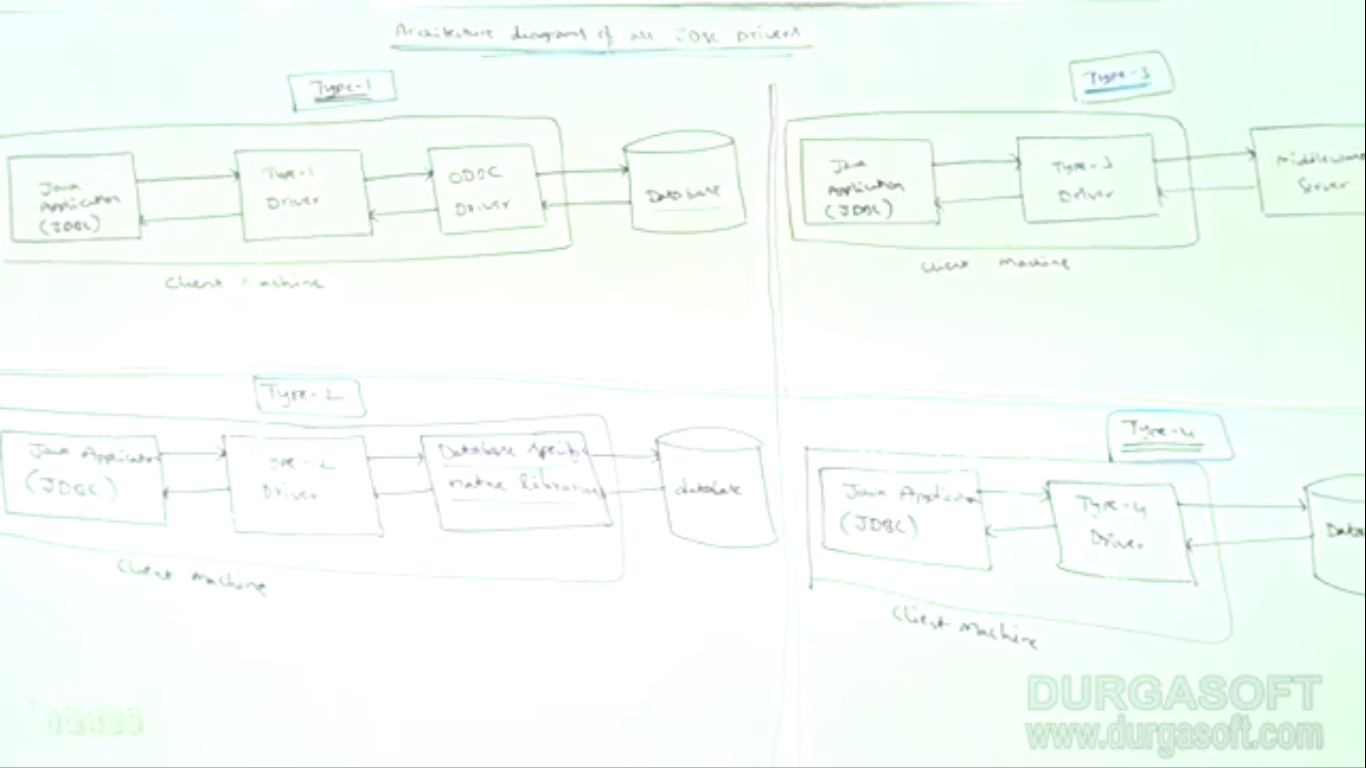 Architecture diagrams of all JDBC Drivers
Type-1
Java
Application
(JDBC)
Type-1
Driver
ODBC
Driver
Database
Client machine
Type-3
Java
Application
(JDBC)
Type-3
Driver
Middleware
Server
Client machine
Type-2
Java Application
(JDBC)
Type-2
Driver
Database specific
native libraries
database
Client machine
Type-4
Java Application
(JDBC)
Type-4
Driver
Client machine
DURGASOFT
www.durgasoft.com